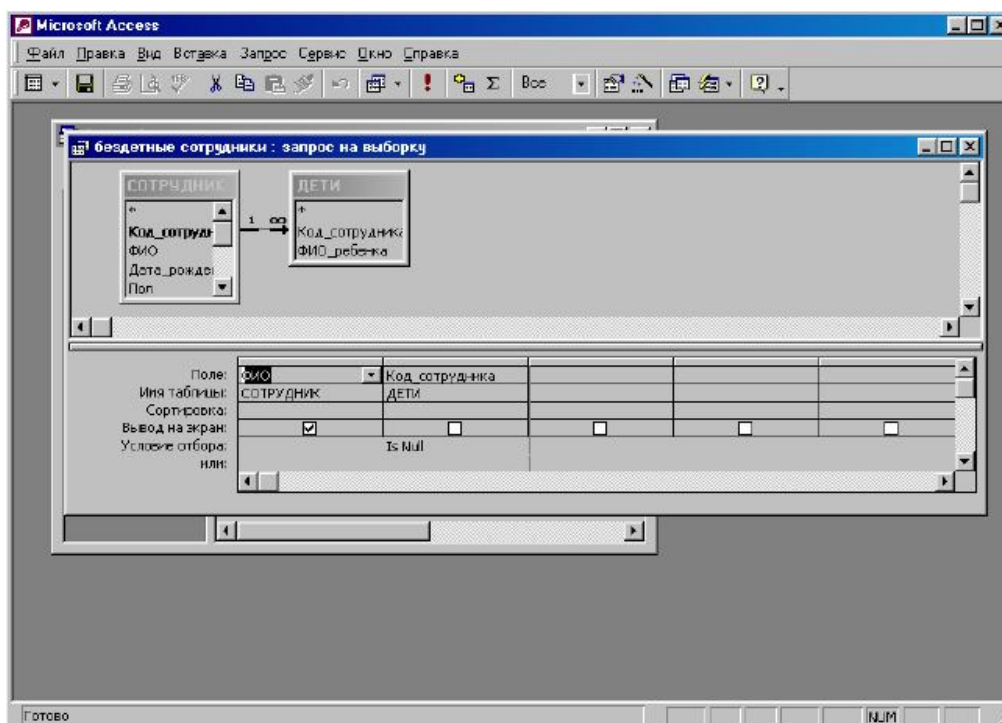 Microsoft Access
Файл Правка Вид Вставка Запрос Сервис Окно Справка
Все
бездетные сотрудники : запрос на выборку
СОТРУДНИК ДЕТИ
* *
Код_сотрудн Код_сотрудника
ФИО ФИО_ребенка
Дата_рожде
Пол
1 ∞
Поле: ФИО Код_сотрудника
Имя таблицы: СОТРУДНИК ДЕТИ
Сортировка:
Вывод на экран:
Условие отбора: Is Null
или:
Готово NUM